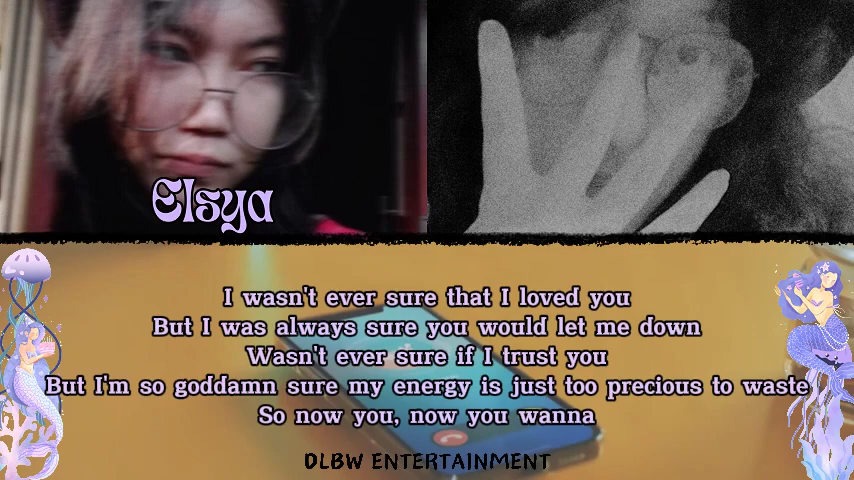 Elsya
I wasn't ever sure that I loved you
But I was always sure you would let me down
Wasn't ever sure if I trust you
But I'm so goddamn sure my energy is just too precious to waste
So now you, now you wanna
DLBW ENTERTAINMENT